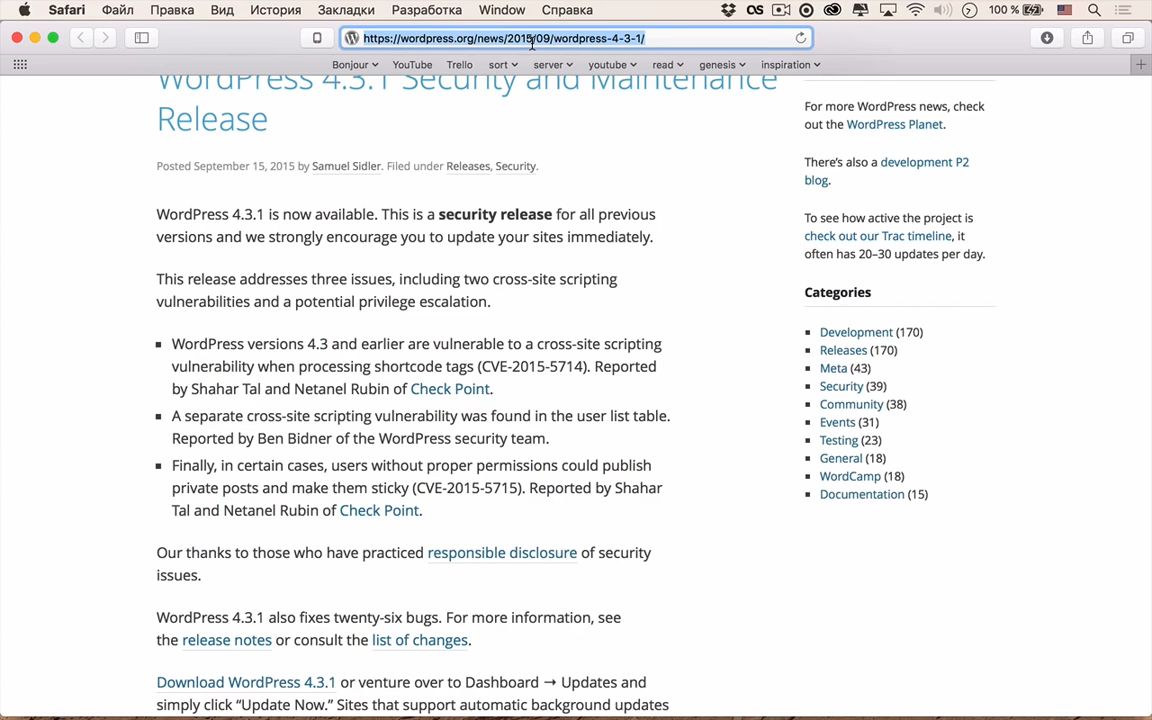 Safari Файл Правка Вид История Закладки Разработка Window Справка 100 %
https://wordpress.org/news/2015/09/wordpress-4-3-1/
Bonjour YouTube Trello sort server youtube read genesis inspiration
WordPress 4.3.1 Security and Maintenance
Release
Posted September 15, 2015 by Samuel Sidler. Filed under Releases, Security.
WordPress 4.3.1 is now available. This is a security release for all previous
versions and we strongly encourage you to update your sites immediately.
This release addresses three issues, including two cross-site scripting
vulnerabilities and a potential privilege escalation.
WordPress versions 4.3 and earlier are vulnerable to a cross-site scripting
vulnerability when processing shortcode tags (CVE-2015-5714). Reported
by Shahar Tal and Netanel Rubin of Check Point.
A separate cross-site scripting vulnerability was found in the user list table.
Reported by Ben Bidner of the WordPress security team.
Finally, in certain cases, users without proper permissions could publish
private posts and make them sticky (CVE-2015-5715). Reported by Shahar
Tal and Netanel Rubin of Check Point.
Our thanks to those who have practiced responsible disclosure of security
issues.
WordPress 4.3.1 also fixes twenty-six bugs. For more information, see
the release notes or consult the list of changes.
Download WordPress 4.3.1 or venture over to Dashboard → Updates and
simply click “Update Now.” Sites that support automatic background updates
For more WordPress news, check
out the WordPress Planet.
There’s also a development P2
blog.
To see how active the project is
check out our Trac timeline, it
often has 20–30 updates per day.
Categories
Development (170)
Releases (170)
Meta (43)
Security (39)
Community (38)
Events (31)
Testing (23)
General (18)
WordCamp (18)
Documentation (15)